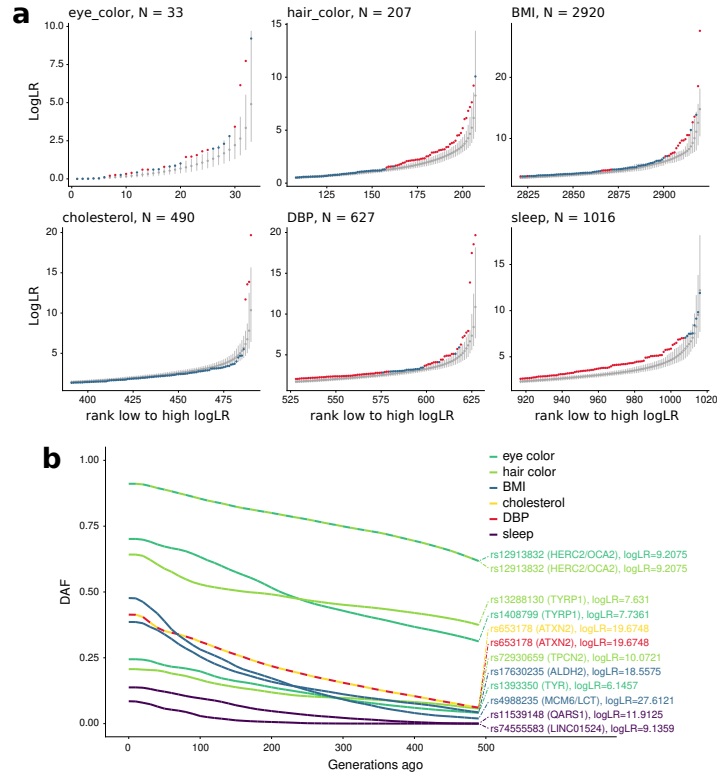 a
eye_color, N = 33
hair_color, N = 207
BMI, N = 2920
LogLR
10.0
7.5
5.0
2.5
0.0
0
10
20
30
15
10
5
0
125
150
175
200
20
10
2825
2850
2875
2900
cholesterol, N = 490
DBP, N = 627
sleep, N = 1016
LogLR
20
15
10
5
400
425
450
475
rank low to high logLR
20
15
10
5
525
550
575
600
625
rank low to high logLR
15
10
5
920
940
960
980
1000
1020
rank low to high logLR
b
eye color
hair color
BMI
cholesterol
DBP
sleep
DAF
1.00
0.75
0.50
0.25
0.00
rs12913832 (HERC2/OCA2), logLR=9.2075
rs12913832 (HERC2/OCA2), logLR=9.2075
rs13288130 (TYRP1), logLR=7.631
rs1408799 (TYRP1), logLR=7.7361
rs653178 (ATXN2), logLR=19.6748
rs653178 (ATXN2), logLR=19.6748
rs72930659 (TPCN2), logLR=10.0721
rs17630235 (ALDH2), logLR=18.5575
rs1393350 (TYR), logLR=6.1457
rs4988235 (MCM6/LCT), logLR=27.6121
rs11539148 (QARS1), logLR=11.9125
rs74555583 (LINC01524), logLR=9.1359
0
100
200
300
400
500
Generations ago